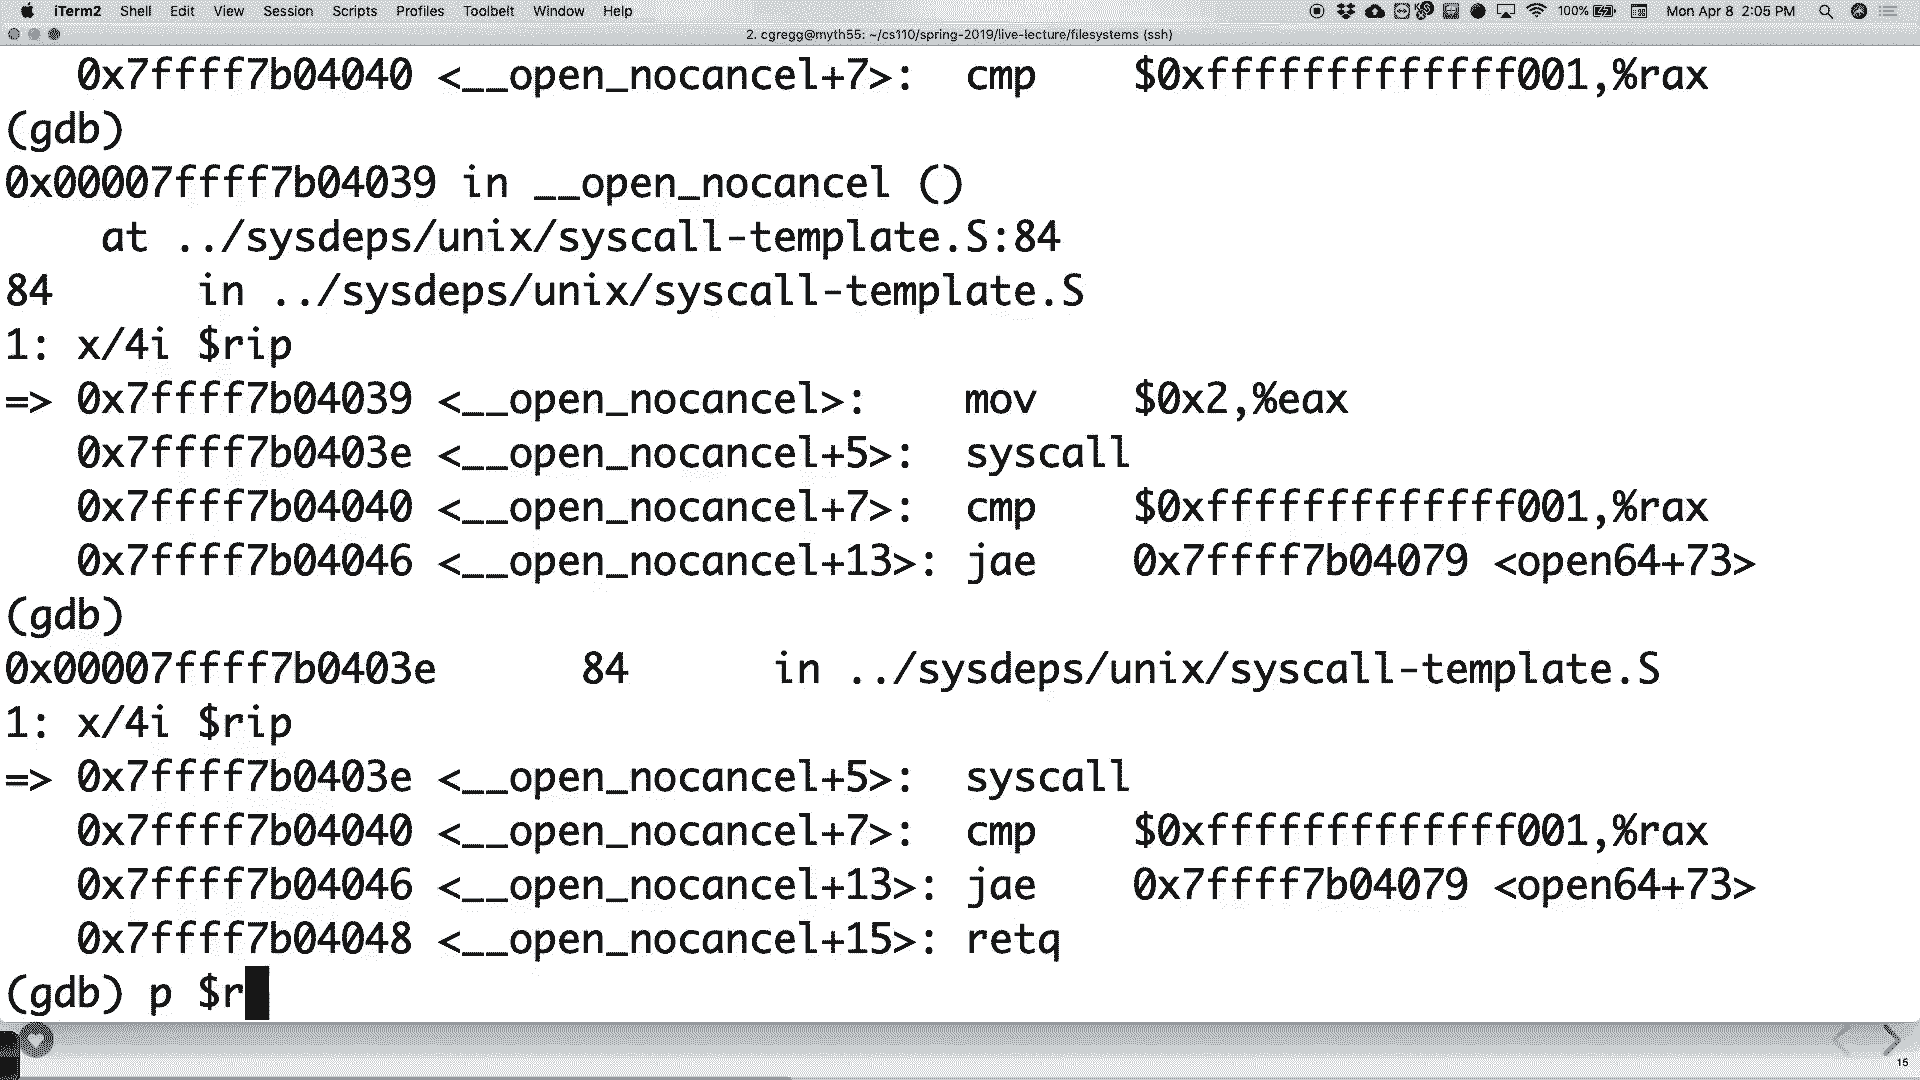 iTerm2 Shell Edit View Session Scripts Profiles Toolbelt Window Help 100% Mon Apr 8 2:05 PM
2. cgregg@myth55: ~/cs110/spring-2019/live-lecture/filesystems (ssh)
0x7ffff7b04040 <__open_nocancel+7>: cmp $0xfffffffffffff001,%rax
(gdb)
0x00007ffff7b04039 in __open_nocancel ()
at ../sysdeps/unix/syscall-template.S:84
84 in ../sysdeps/unix/syscall-template.S
1: x/4i $rip
=> 0x7ffff7b04039 <__open_nocancel>: mov $0x2,%eax
0x7ffff7b0403e <__open_nocancel+5>: syscall
0x7ffff7b04040 <__open_nocancel+7>: cmp $0xfffffffffffff001,%rax
0x7ffff7b04046 <__open_nocancel+13>: jae 0x7ffff7b04079 <open64+73>
(gdb)
0x00007ffff7b0403e 84 in ../sysdeps/unix/syscall-template.S
1: x/4i $rip
=> 0x7ffff7b0403e <__open_nocancel+5>: syscall
0x7ffff7b04040 <__open_nocancel+7>: cmp $0xfffffffffffff001,%rax
0x7ffff7b04046 <__open_nocancel+13>: jae 0x7ffff7b04079 <open64+73>
0x7ffff7b04048 <__open_nocancel+15>: retq
(gdb) p $r
15